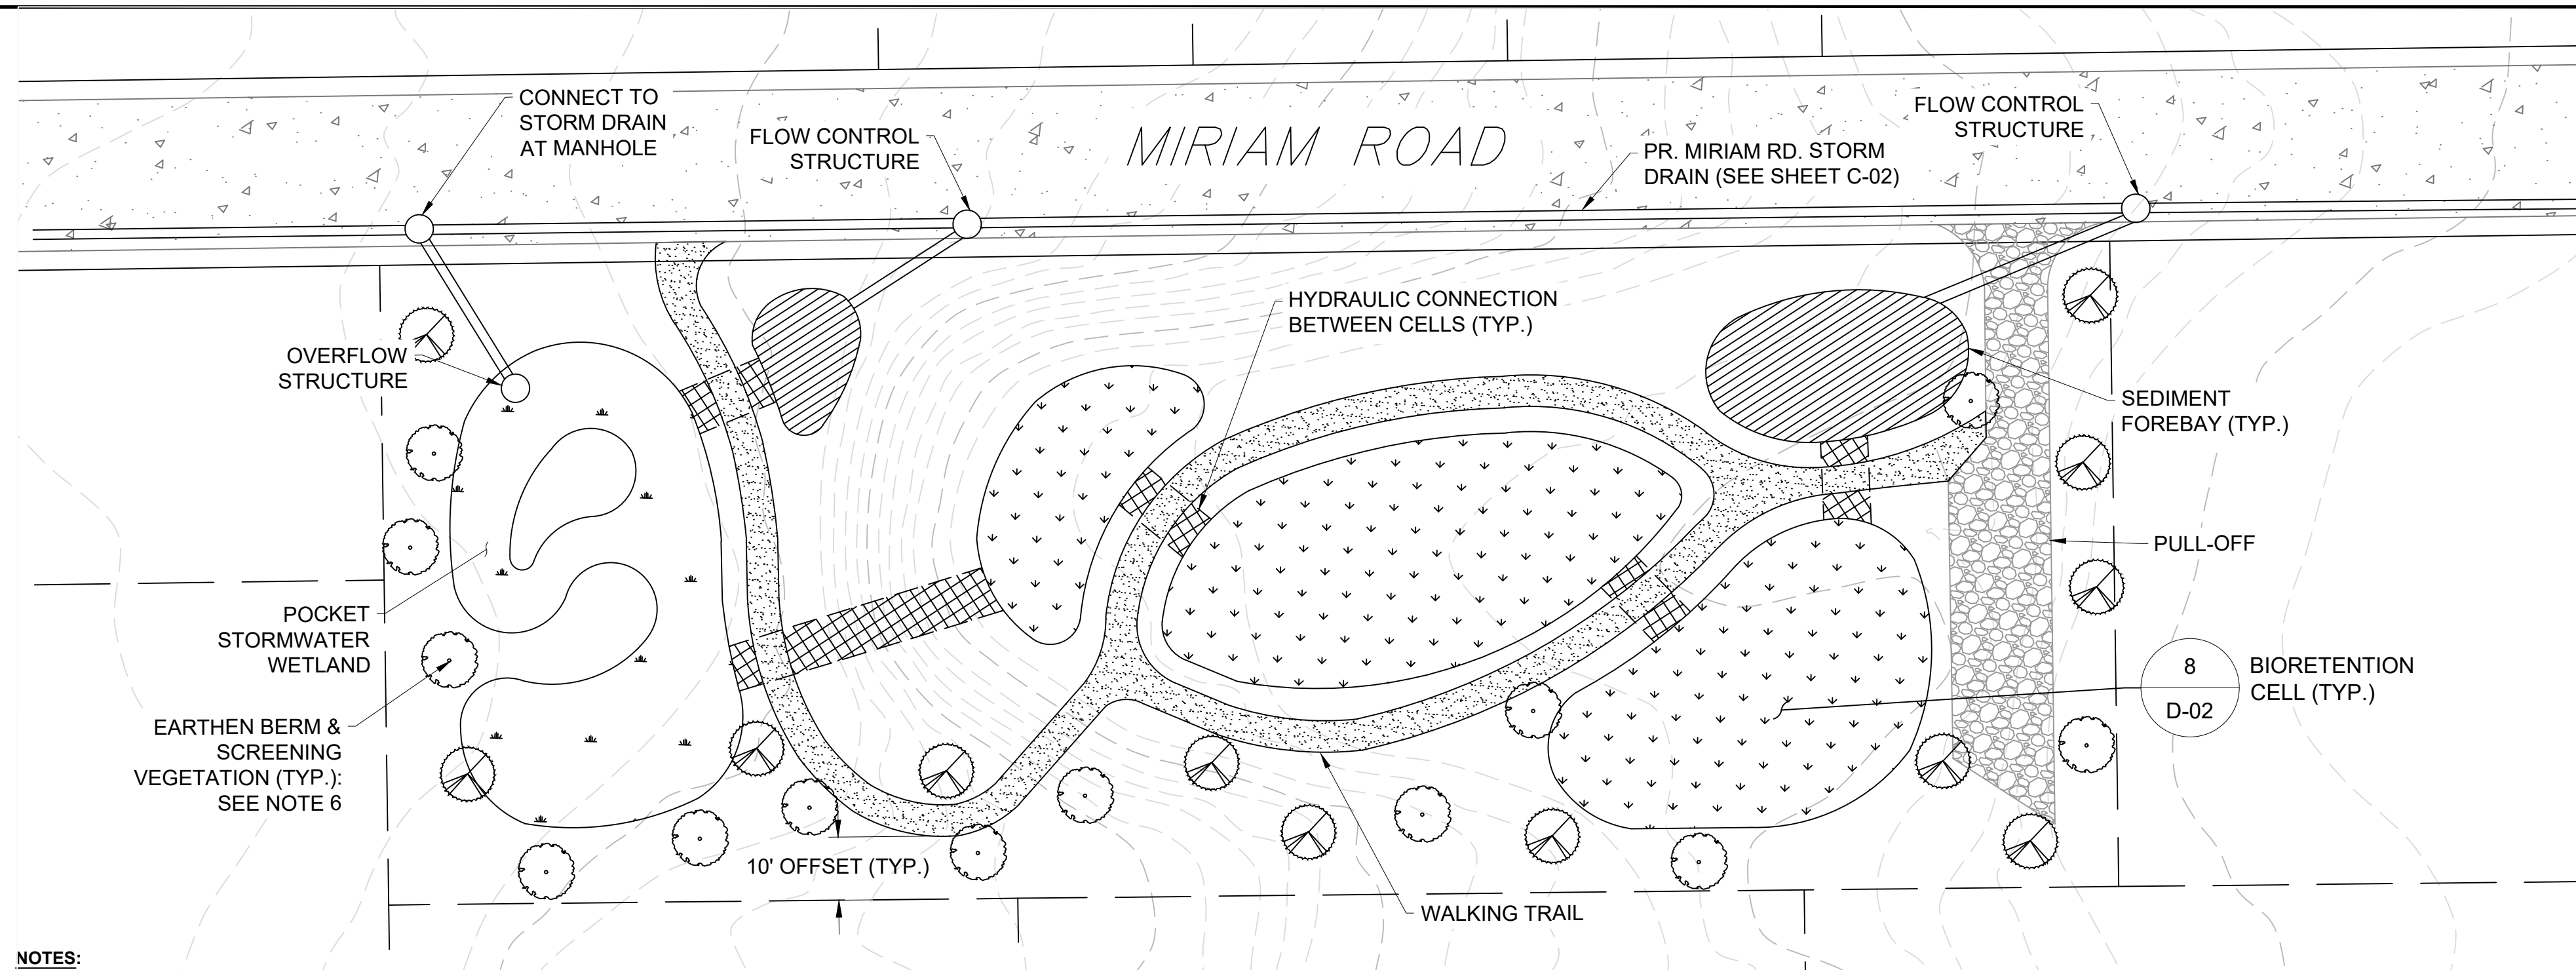 CONNECT TO
STORM DRAIN
AT MANHOLE
FLOW CONTROL
STRUCTURE
MIRIAM ROAD
PR. MIRIAM RD. STORM
DRAIN (SEE SHEET C-02)
FLOW CONTROL
STRUCTURE
HYDRAULIC CONNECTION
BETWEEN CELLS (TYP.)
OVERFLOW
STRUCTURE
SEDIMENT
FOREBAY (TYP.)
PULL-OFF
POCKET
STORMWATER
WETLAND
8
D-02
BIORETENTION
CELL (TYP.)
EARTHEN BERM &
SCREENING
VEGETATION (TYP.):
SEE NOTE 6
10' OFFSET (TYP.)
WALKING TRAIL
NOTES: